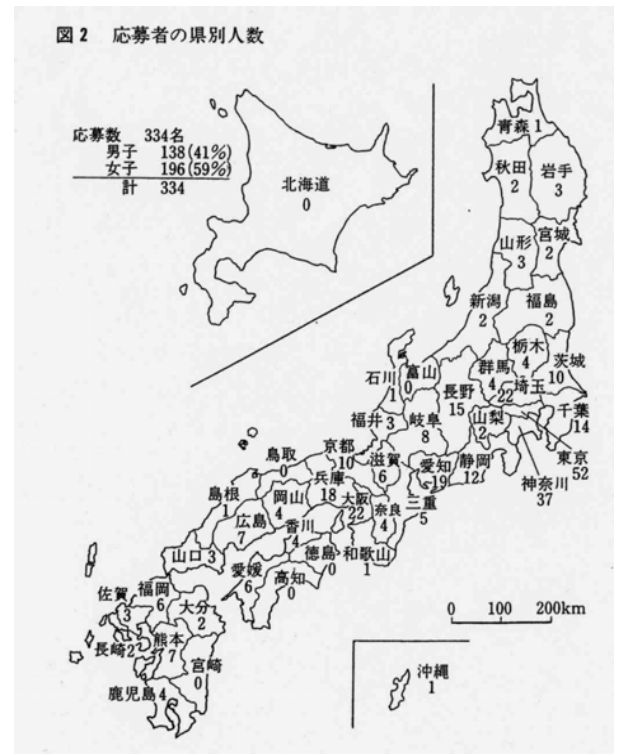 図2 応募者の県別人数
応募数 334名
男子 138(41%)
女子 196(59%)
計 334
北海道
0
青森1
秋田
2
岩手
3
山形
3
宮城
2
新潟
2
福島
2
栃木
4
群馬
4
茨城
10
埼玉
22
千葉
14
東京
52
神奈川
37
山梨
2
長野
15
富山
0
石川
1
福井3
岐阜
8
静岡
12
愛知
19
三重
5
滋賀
6
京都
10
兵庫
18
大阪
22
奈良
4
和歌山
1
鳥取
0
島根
1
岡山
4
広島
7
山口3
香川
4
徳島
0
愛媛
6
高知
0
福岡
6
佐賀
3
長崎2
大分
2
熊本
7
宮崎
0
鹿児島4
沖縄
1
0 100 200km